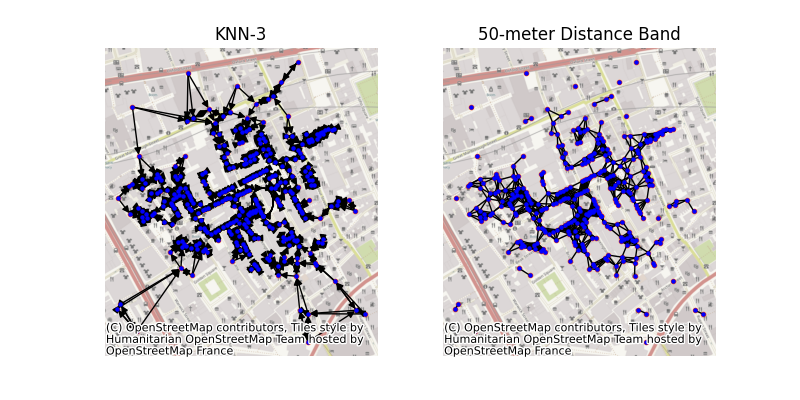 KNN-3
50-meter Distance Band
(C) OpenStreetMap contributors, Tiles style by
Humanitarian OpenStreetMap Team hosted by
OpenStreetMap France
(C) OpenStreetMap contributors, Tiles style by
Humanitarian OpenStreetMap Team hosted by
OpenStreetMap France